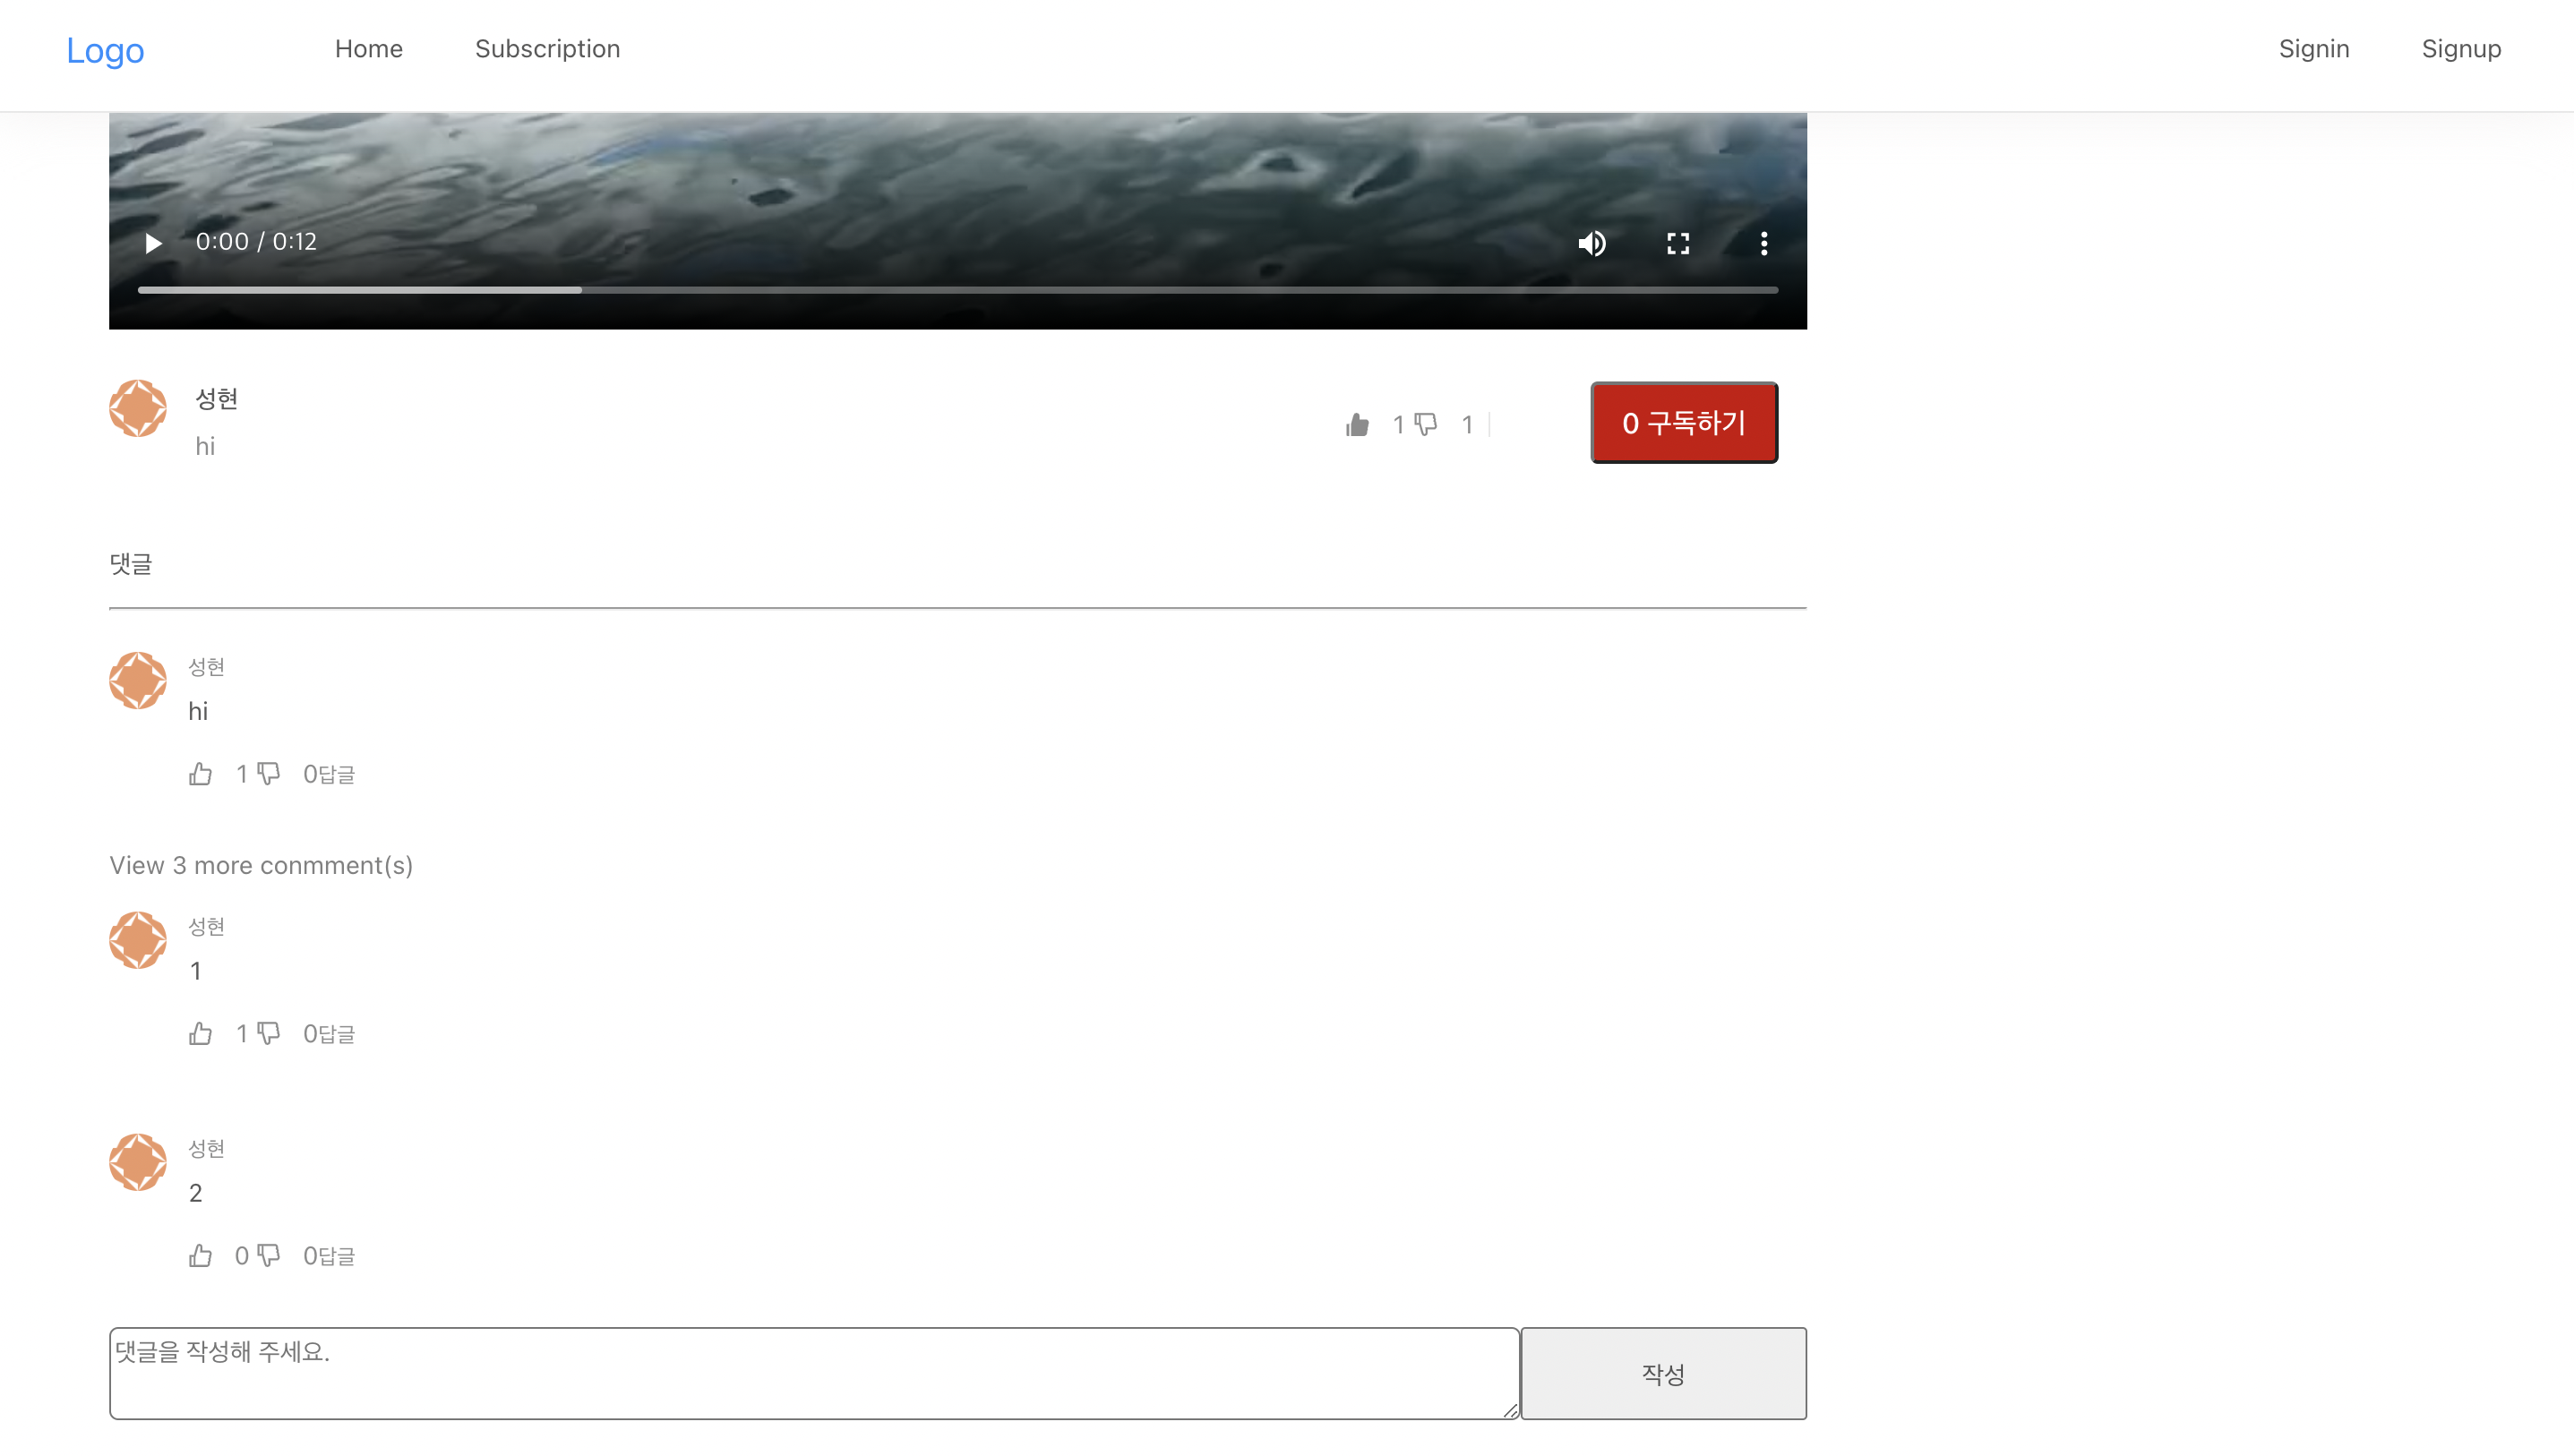 Logo Home Subscription Signin Signup
0:00 / 0:12
성현
hi
1 1
0 구독하기
댓글
성현
hi
1 0답글
View 3 more conmment(s)
성현
1
1 0답글
성현
2
0 0답글
댓글을 작성해 주세요.
작성